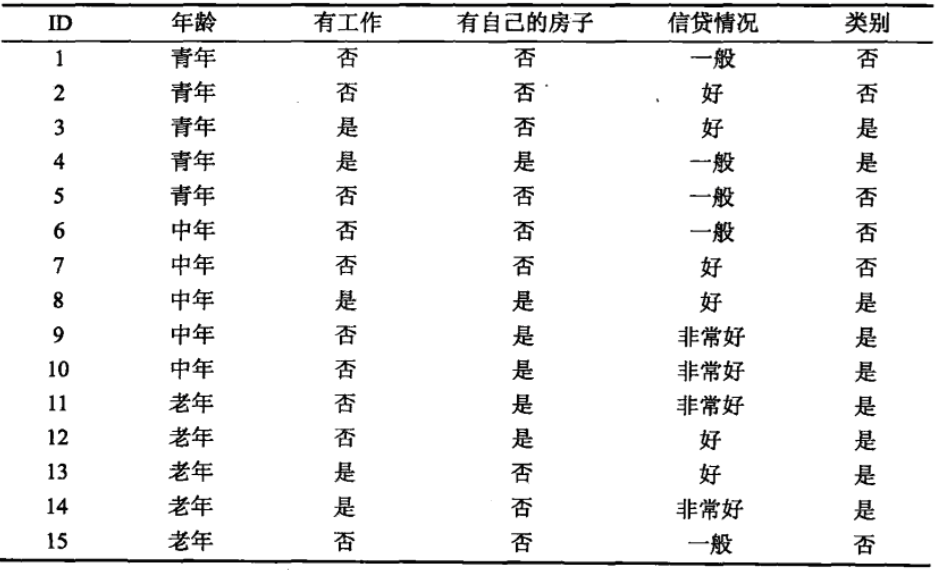 ID 年龄 有工作 有自己的房子 信贷情况 类别
1 青年 否 否 一般 否
2 青年 否 否 好 否
3 青年 是 否 好 是
4 青年 是 是 一般 是
5 青年 否 否 一般 否
6 中年 否 否 一般 否
7 中年 否 否 好 否
8 中年 是 是 好 是
9 中年 否 是 非常好 是
10 中年 否 是 非常好 是
11 老年 否 是 非常好 是
12 老年 否 是 好 是
13 老年 是 否 好 是
14 老年 是 否 非常好 是
15 老年 否 否 一般 否